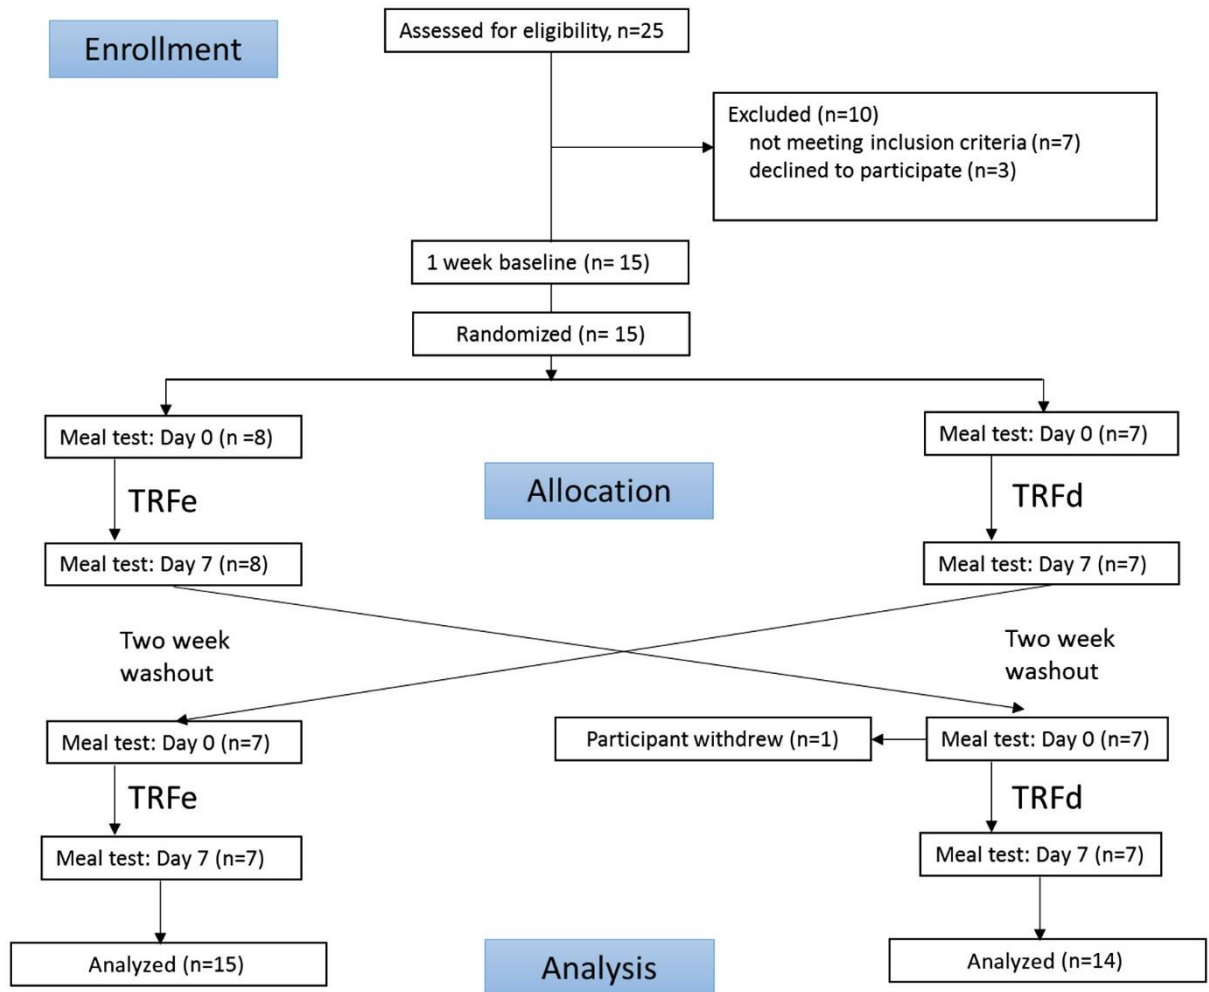 Enrollment
Assessed for eligibility, n=25
Excluded (n=10)
not meeting inclusion criteria (n=7)
declined to participate (n=3)
1 week baseline (n= 15)
Randomized (n= 15)
Meal test: Day 0 (n =8)
Meal test: Day 0 (n=7)
TRFe
Allocation
TRFd
Meal test: Day 7 (n=8)
Meal test: Day 7 (n=7)
Two week
washout
Two week
washout
Meal test: Day 0 (n=7)
Participant withdrew (n=1)
Meal test: Day 0 (n=7)
TRFe
TRFd
Meal test: Day 7 (n=7)
Meal test: Day 7 (n=7)
Analyzed (n=15)
Analysis
Analyzed (n=14)